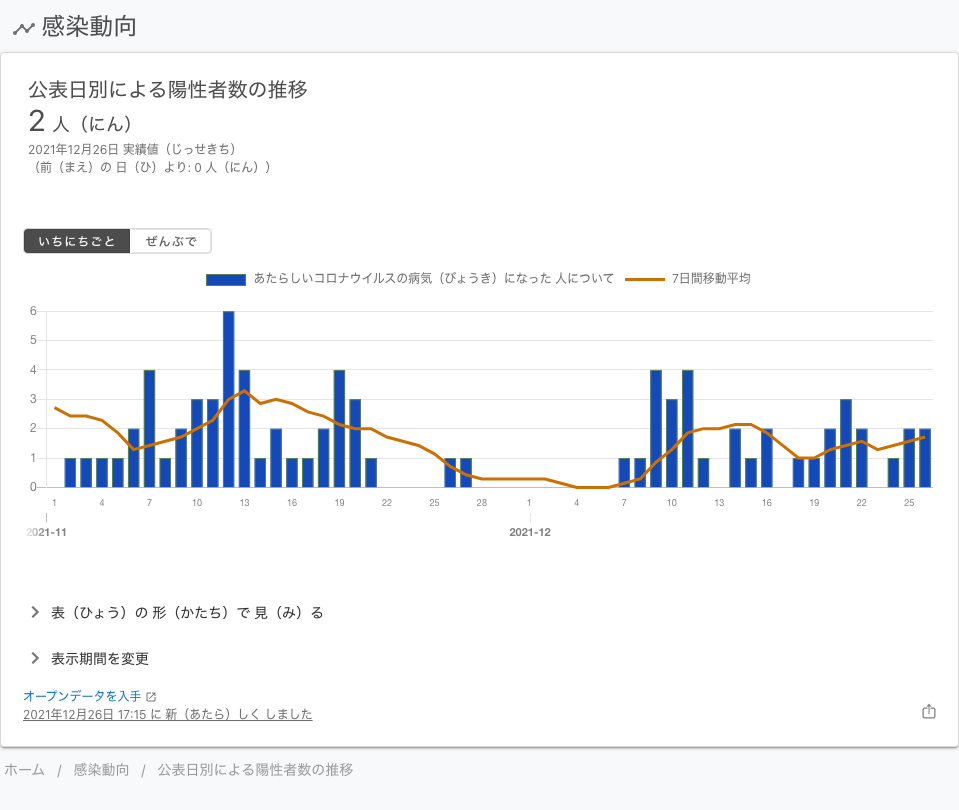 感染動向
公表日別による陽性者数の推移
2 人（にん）
2021年12月26日 実績値（じっせきち）
（前（まえ）の 日（ひ）より: 0 人（にん））
いちにちごと ぜんぶで
あたらしいコロナウイルスの病気（びょうき）になった 人について 7日間移動平均
6
5
4
3
2
1
0
1 4 7 10 13 16 19 22 25 28 1 4 7 10 13 16 19 22 25
2021-11 2021-12
表（ひょう）の 形（かたち）で 見（み）る
表示期間を変更
オープンデータを入手
2021年12月26日 17:15 に 新（あたら）しく しました
ホーム / 感染動向 / 公表日別による陽性者数の推移